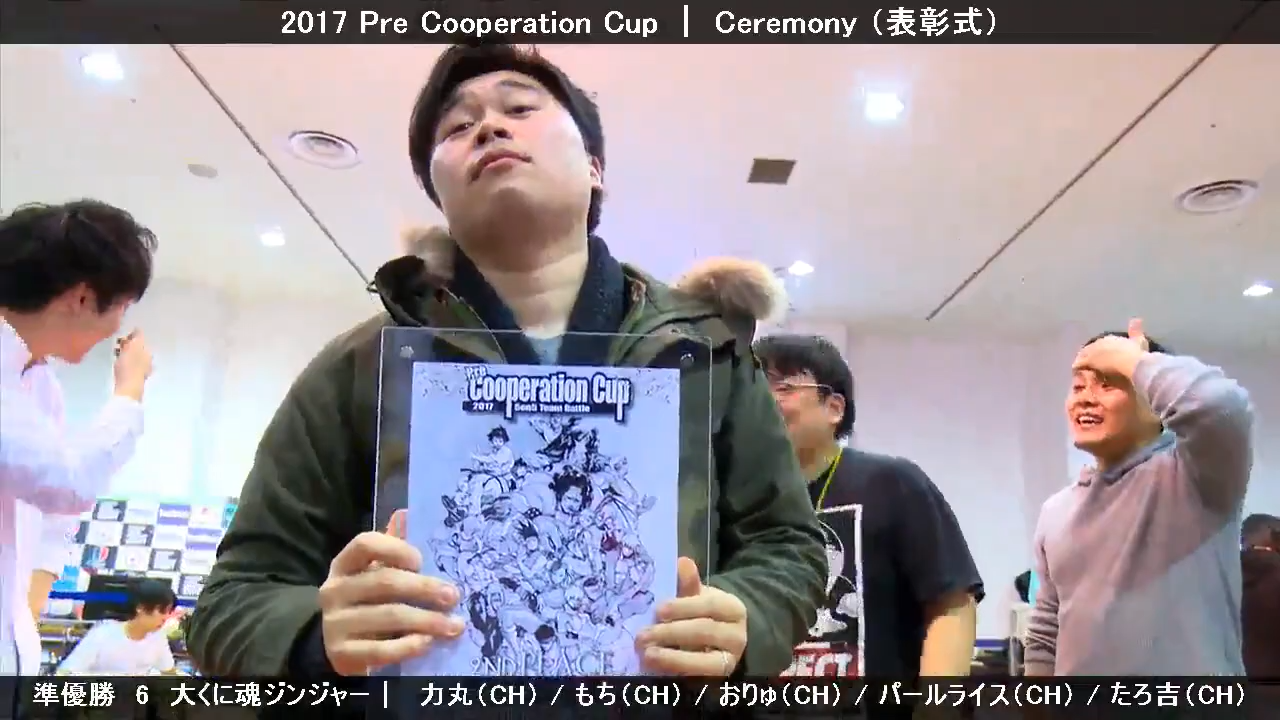 2017 Pre Cooperation Cup | Ceremony (表彰式)
Pre
Cooperation Cup
2017 5on5 Team Battle
2ND PLACE
準優勝 6 大くに魂ジンジャー | 力丸(CH) / もち(CH) / おりゅ(CH) / パールライス(CH) / たろ吉(CH)